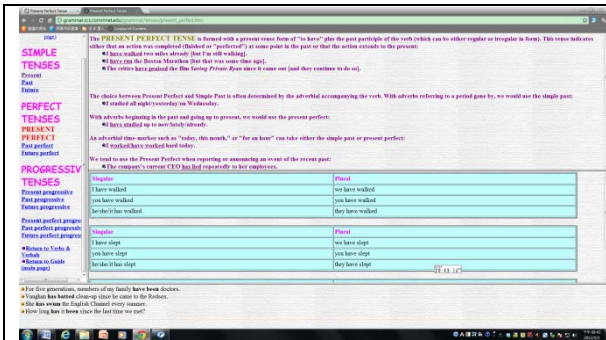 Present Perfect Tense
grammar.ccc.commnet.edu/grammar/tenses/present_perfect.htm
page)
SIMPLE
TENSES
Present
Past
Future
PERFECT
TENSES
PRESENT
PERFECT
Past perfect
Future perfect
PROGRESSIV
TENSES
Present progressive
Past progressive
Future progressive
Present perfect progres
Past perfect progressiv
Future perfect progress
Return to Verbs &
Verbals
Return to Guide
(main page)
The PRESENT PERFECT TENSE is formed with a present tense form of "to have" plus the past participle of the verb (which can be either regular or irregular in form). This tense indicates
either that an action was completed (finished or "perfected") at some point in the past or that the action extends to the present:
I have walked two miles already [but I'm still walking].
I have run the Boston Marathon [but that was some time ago].
The critics have praised the film Saving Private Ryan since it came out [and they continue to do so].
The choice between Present Perfect and Simple Past is often determined by the adverbial accompanying the verb. With adverbs referring to a period gone by, we would use the simple past:
I studied all night/yesterday/on Wednesday.
With adverbs beginning in the past and going up to present, we would use the present perfect:
I have studied up to now/lately/already.
An adverbial time-marker such as "today, this month," or "for an hour" can take either the simple past or present perfect:
I worked/have worked hard today.
We tend to use the Present Perfect when reporting or announcing an event of the recent past:
The company's current CEO has lied repeatedly to her employees.
Singular Plural
I have walked we have walked
you have walked you have walked
he/she/it has walked they have walked
Singular Plural
I have slept we have slept
you have slept you have slept
he/she/it has slept they have slept
For five generations, members of my family have been doctors.
Vaughan has batted clean-up since he came to the Redsox.
She has swum the English Channel every summer.
How long has it been since the last time we met?